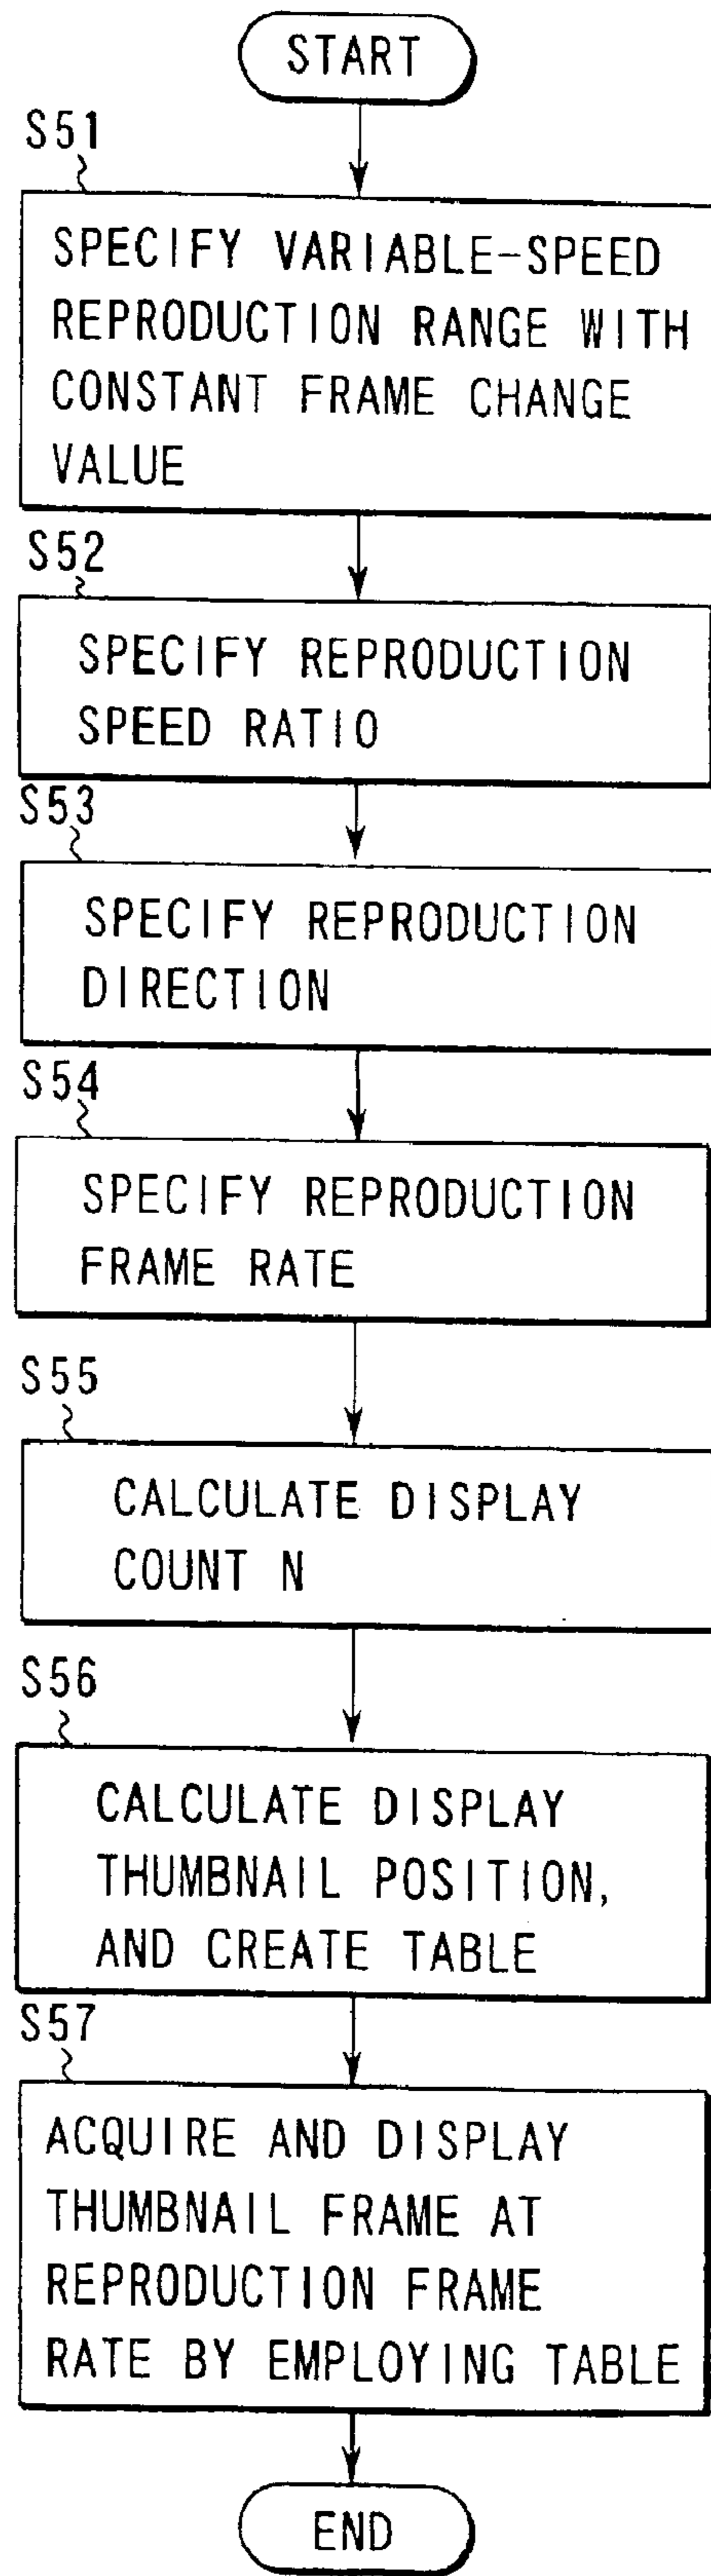 START
S51
SPECIFY VARIABLE-SPEED
REPRODUCTION RANGE WITH
CONSTANT FRAME CHANGE
VALUE
S52
SPECIFY REPRODUCTION
SPEED RATIO
S53
SPECIFY REPRODUCTION
DIRECTION
S54
SPECIFY REPRODUCTION
FRAME RATE
S55
CALCULATE DISPLAY
COUNT N
S56
CALCULATE DISPLAY
THUMBNAIL POSITION,
AND CREATE TABLE
S57
ACQUIRE AND DISPLAY
THUMBNAIL FRAME AT
REPRODUCTION FRAME
RATE BY EMPLOYING TABLE
END